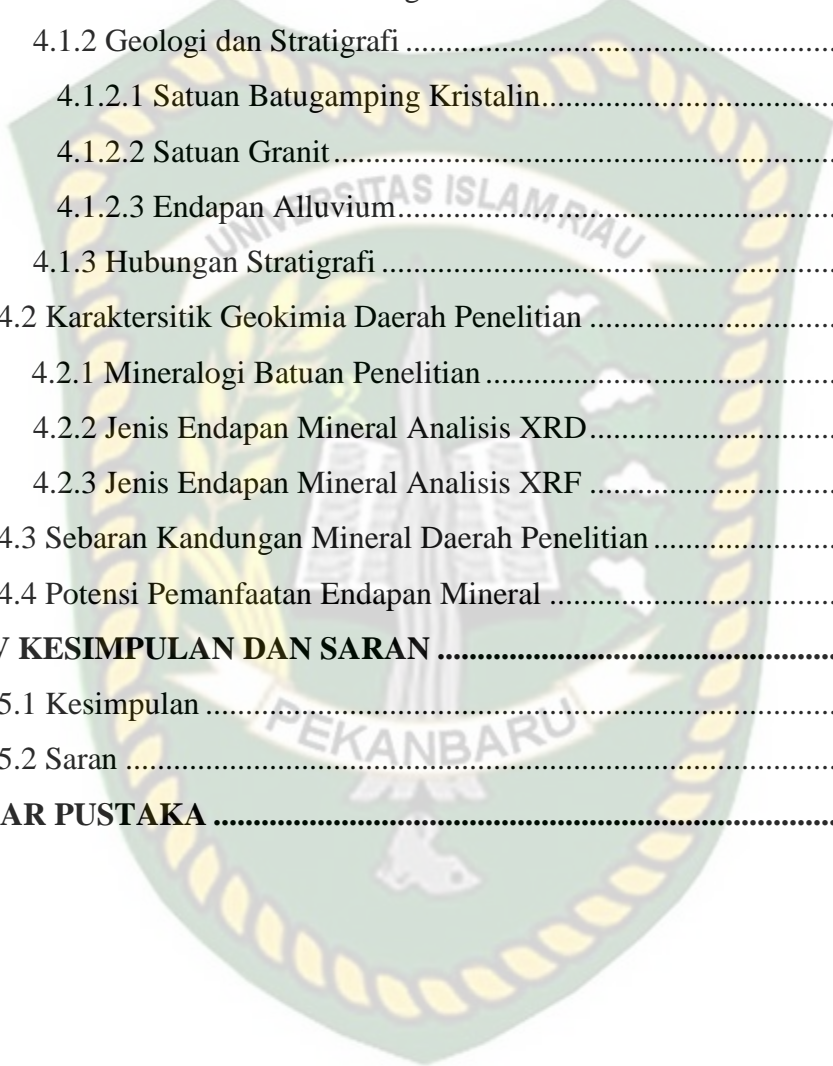 4.1.2 Geologi dan Stratigrafi ................................................
4.1.2.1 Satuan Batugamping Kristalin................................
4.1.2.2 Satuan Granit..........................................................
4.1.2.3 Endapan Alluvium..................................................
UNIVERSITAS ISLAM RIAU
4.1.3 Hubungan Stratigrafi ...................................................
4.2 Karaktersitik Geokimia Daerah Penelitian ...........................
4.2.1 Mineralogi Batuan Penelitian ......................................
4.2.2 Jenis Endapan Mineral Analisis XRD..........................
4.2.3 Jenis Endapan Mineral Analisis XRF ..........................
4.3 Sebaran Kandungan Mineral Daerah Penelitian ...................
4.4 Potensi Pemanfaatan Endapan Mineral ................................
V KESIMPULAN DAN SARAN ..............................................
5.1 Kesimpulan ..........................................................................
PEKANBARU
5.2 Saran ....................................................................................
AR PUSTAKA .........................................................................